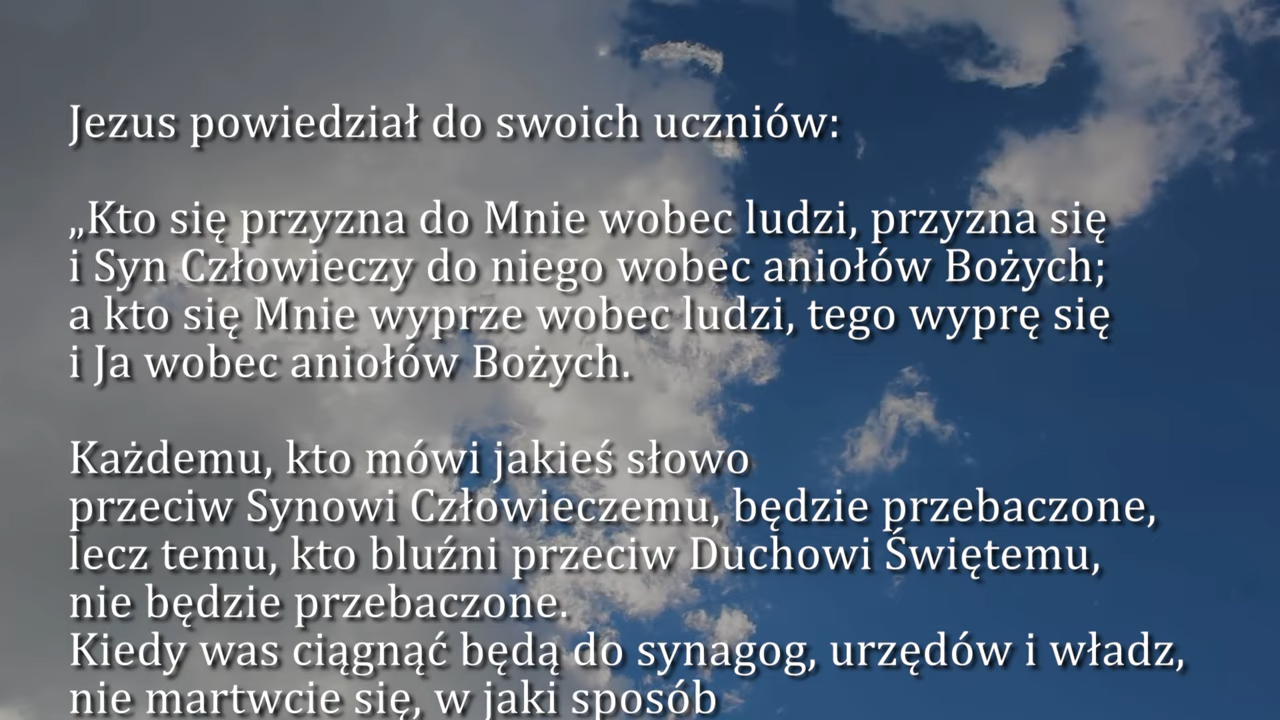 Jezus powiedział do swoich uczniów:
„Kto się przyzna do Mnie wobec ludzi, przyzna się
i Syn Człowieczy do niego wobec aniołów Bożych;
a kto się Mnie wyprze wobec ludzi, tego wyprę się
i Ja wobec aniołów Bożych.
Każdemu, kto mówi jakieś słowo
przeciw Synowi Człowieczemu, będzie przebaczone,
lecz temu, kto bluźni przeciw Duchowi Świętemu,
nie będzie przebaczone.
Kiedy was ciągnąć będą do synagog, urzędów i władz,
nie martwcie się, w jaki sposób